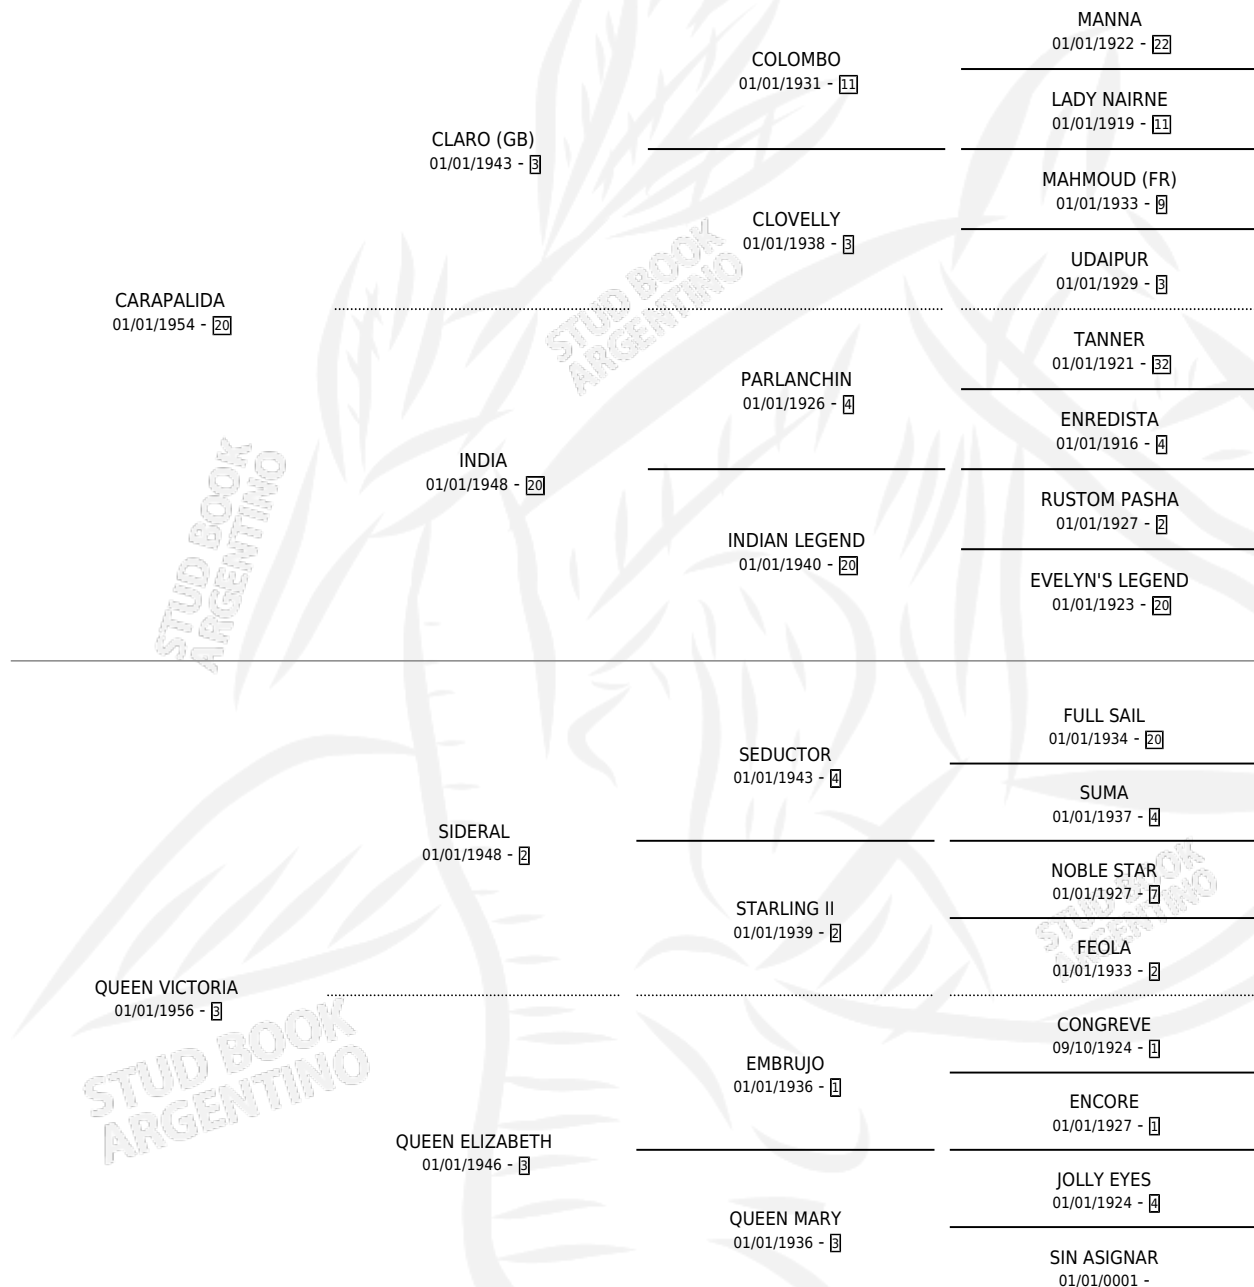 CARAPALIDA
01/01/1954 - 20
CLARO (GB)
01/01/1943 - 3
INDIA
01/01/1948 - 20
COLOMBO
01/01/1931 - 11
CLOVELLY
01/01/1938 - 3
PARLANCHIN
01/01/1926 - 4
INDIAN LEGEND
01/01/1940 - 20
MANNA
01/01/1922 - 22
LADY NAIRNE
01/01/1919 - 11
MAHMOUD (FR)
01/01/1933 - 9
UDAIPUR
01/01/1929 - 3
TANNER
01/01/1921 - 32
ENREDISTA
01/01/1916 - 4
RUSTOM PASHA
01/01/1927 - 2
EVELYN'S LEGEND
01/01/1923 - 20
STUD BOOK
ARGENTINO
STUD BOOK
ARGENTINO
QUEEN VICTORIA
01/01/1956 - 3
SIDERAL
01/01/1948 - 2
QUEEN ELIZABETH
01/01/1946 - 3
SEDUCTOR
01/01/1943 - 4
STARLING II
01/01/1939 - 2
EMBRUJO
01/01/1936 - 1
QUEEN MARY
01/01/1936 - 3
FULL SAIL
01/01/1934 - 20
SUMA
01/01/1937 - 4
NOBLE STAR
01/01/1927 - 7
FEOLA
01/01/1933 - 2
CONGREVE
09/10/1924 - 1
ENCORE
01/01/1927 - 1
JOLLY EYES
01/01/1924 - 4
SIN ASIGNAR
01/01/0001 -
STUD BOOK
ARGENTINO
STUD BOOK
ARGENTINO